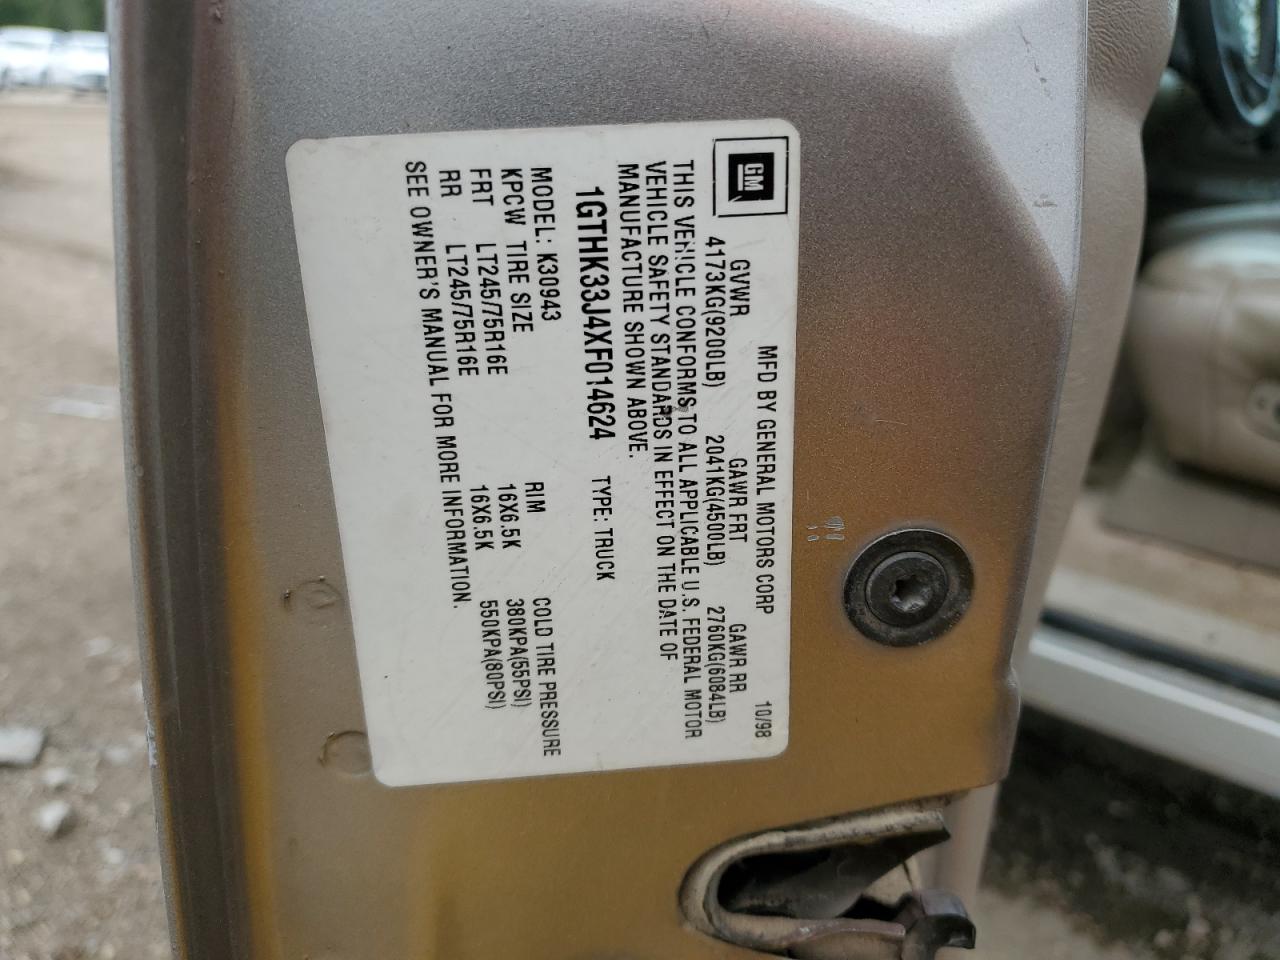 GM
MFD BY GENERAL MOTORS CORP 10/98
GVWR GAWR FRT GAWR RR
4173KG(9200LB) 2041KG(4500LB) 2760KG(6084LB)
THIS VEHICLE CONFORMS TO ALL APPLICABLE U.S. FEDERAL MOTOR
VEHICLE SAFETY STANDARDS IN EFFECT ON THE DATE OF
MANUFACTURE SHOWN ABOVE.
1GTHK33J4XF014624 TYPE: TRUCK
MODEL: K30943
KPCW TIRE SIZE RIM COLD TIRE PRESSURE
FRT LT245/75R16E 16X6.5K 380KPA(55PSI)
RR LT245/75R16E 16X6.5K 550KPA(80PSI)
SEE OWNER'S MANUAL FOR MORE INFORMATION.